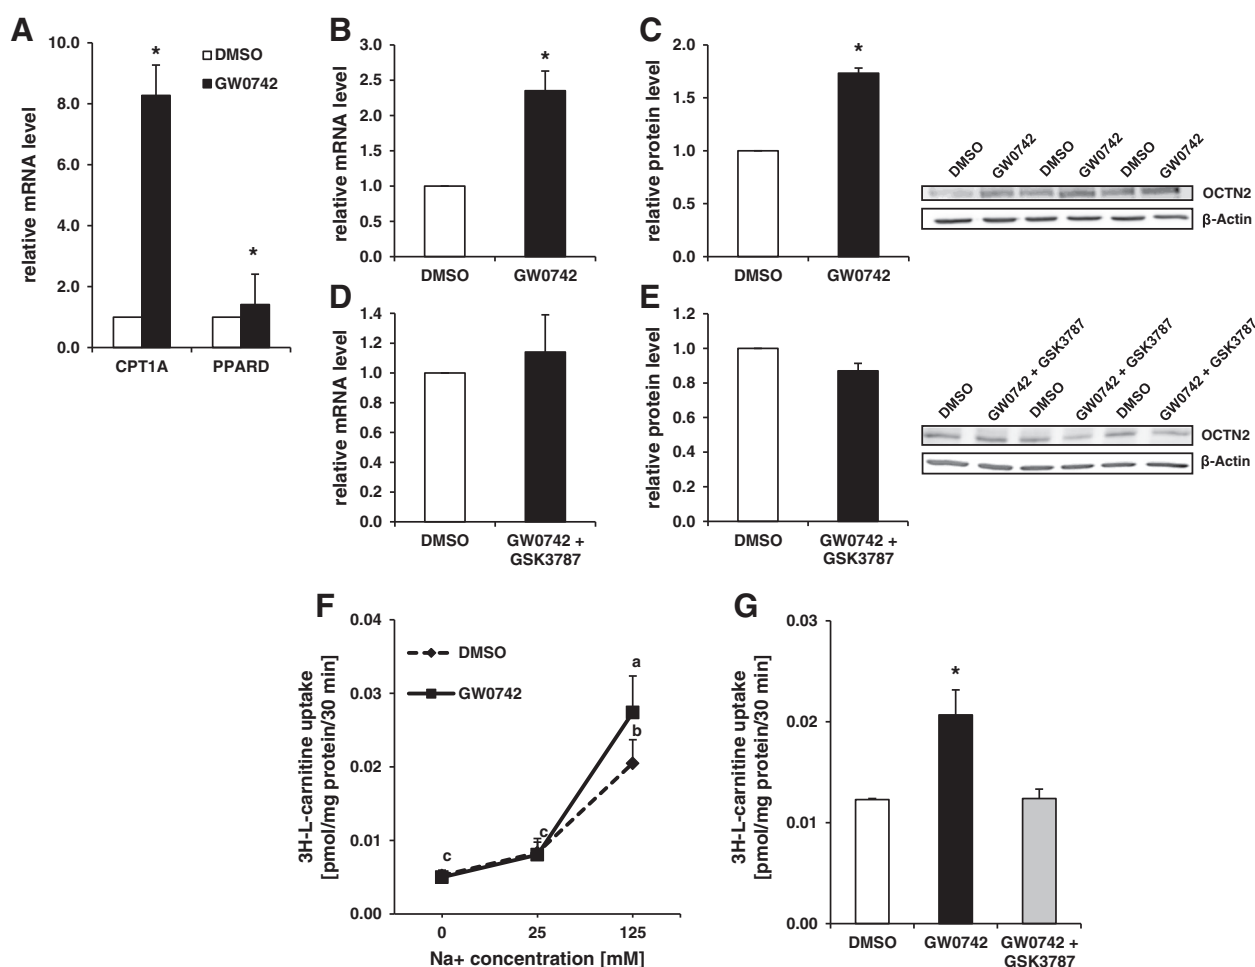 A
10.0
8.0
6.0
4.0
2.0
0.0
relative mRNA level
*
*
DMSO
GW0742
CPT1A
PPARD
B
3.0
2.5
2.0
1.5
1.0
0.5
0.0
relative mRNA level
*
DMSO
GW0742
C
2.0
1.5
1.0
0.5
0.0
relative protein level
*
DMSO
GW0742
DMSO
GW0742
DMSO
GW0742
DMSO
GW0742
OCTN2
β-Actin
D
1.4
1.2
1.0
0.8
0.6
0.4
0.2
0.0
relative mRNA level
DMSO
GW0742 +
GSK3787
E
1.2
1.0
0.8
0.6
0.4
0.2
0.0
relative protein level
DMSO
GW0742 +
GSK3787
DMSO
GW0742 + GSK3787
DMSO
GW0742 + GSK3787
DMSO
GW0742 + GSK3787
OCTN2
β-Actin
F
0.04
0.03
0.02
0.01
0.00
3H-L-carnitine uptake
[pmol/mg protein/30 min]
DMSO
GW0742
a
b
c
c
0
25
125
Na+ concentration [mM]
G
0.03
0.02
0.01
0.00
3H-L-carnitine uptake
[pmol/mg protein/30 min]
*
DMSO
GW0742
GW0742 +
GSK3787